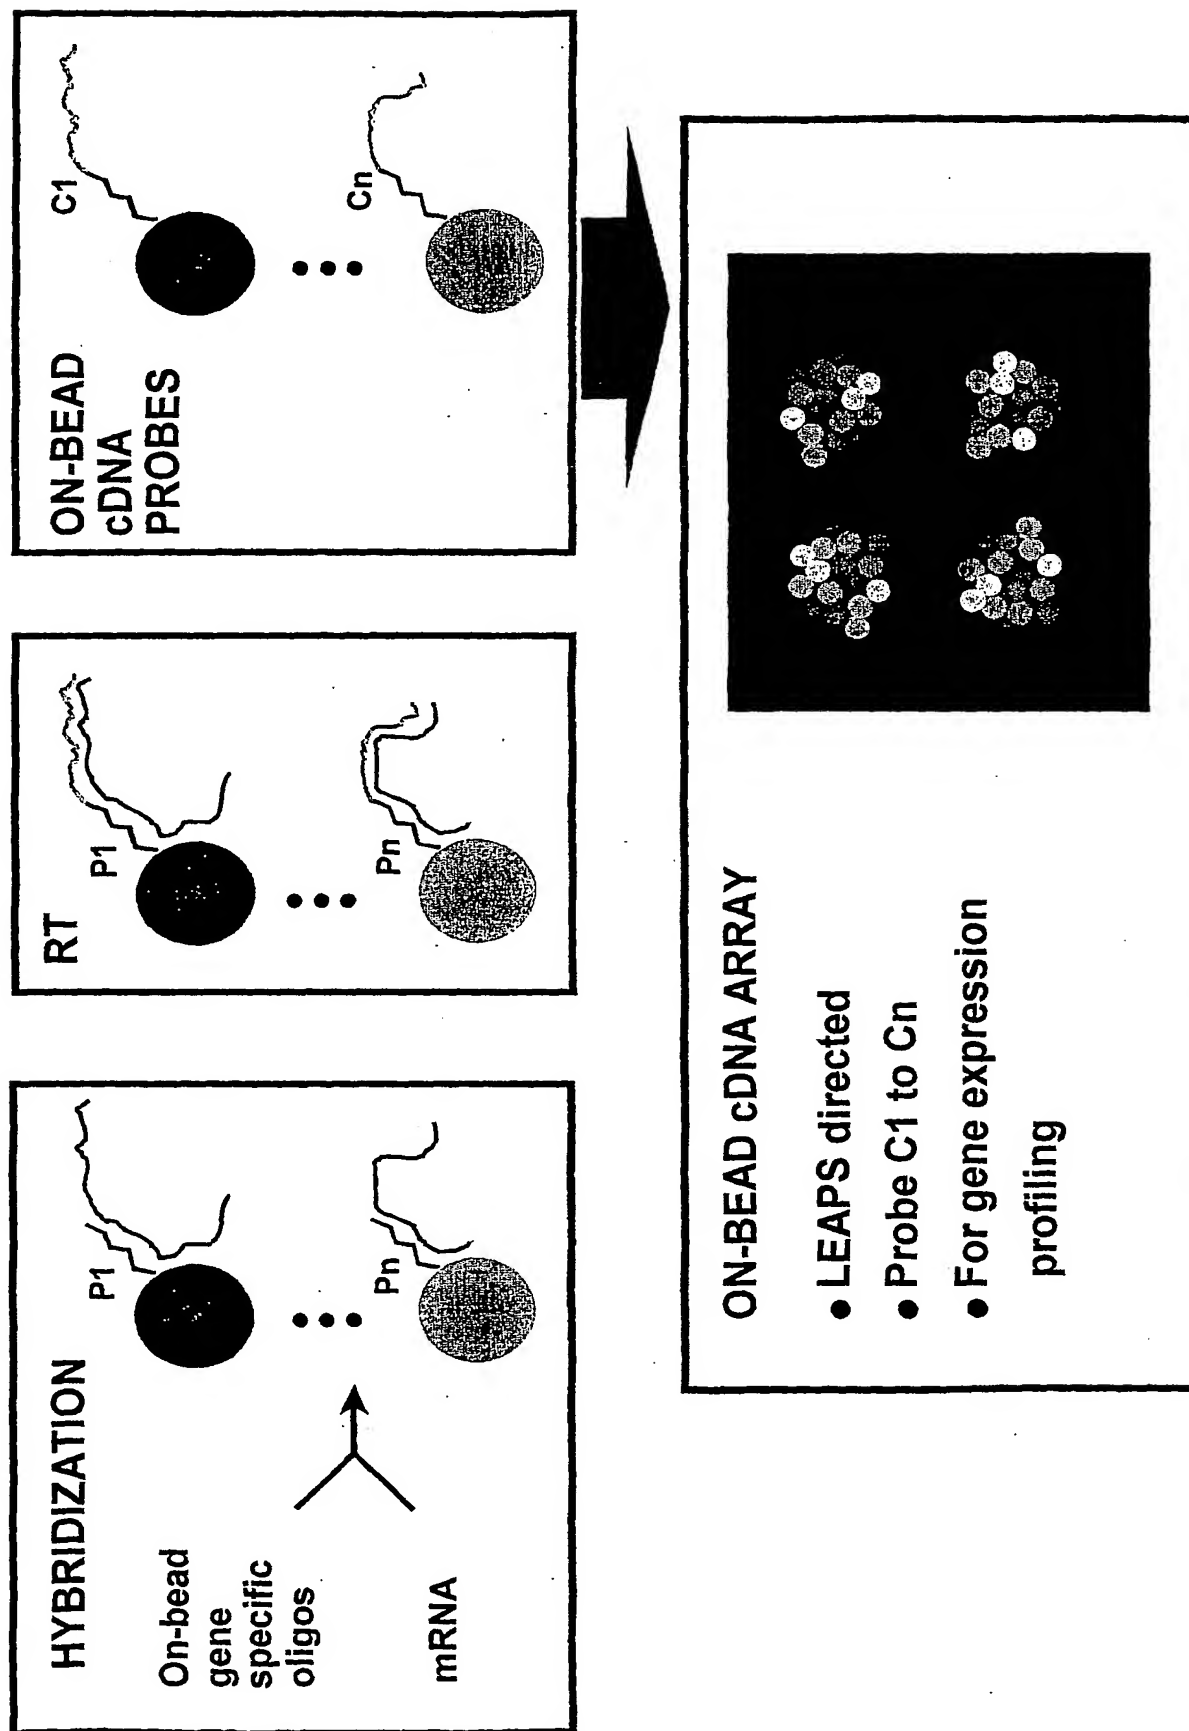 HYBRIDIZATION
On-bead
gene
specific
oligos
mRNA
P1
Pn
RT
P1
Pn
ON-BEAD
cDNA
PROBES
C1
Cn
ON-BEAD cDNA ARRAY
● LEAPS directed
● Probe C1 to Cn
● For gene expression
profiling